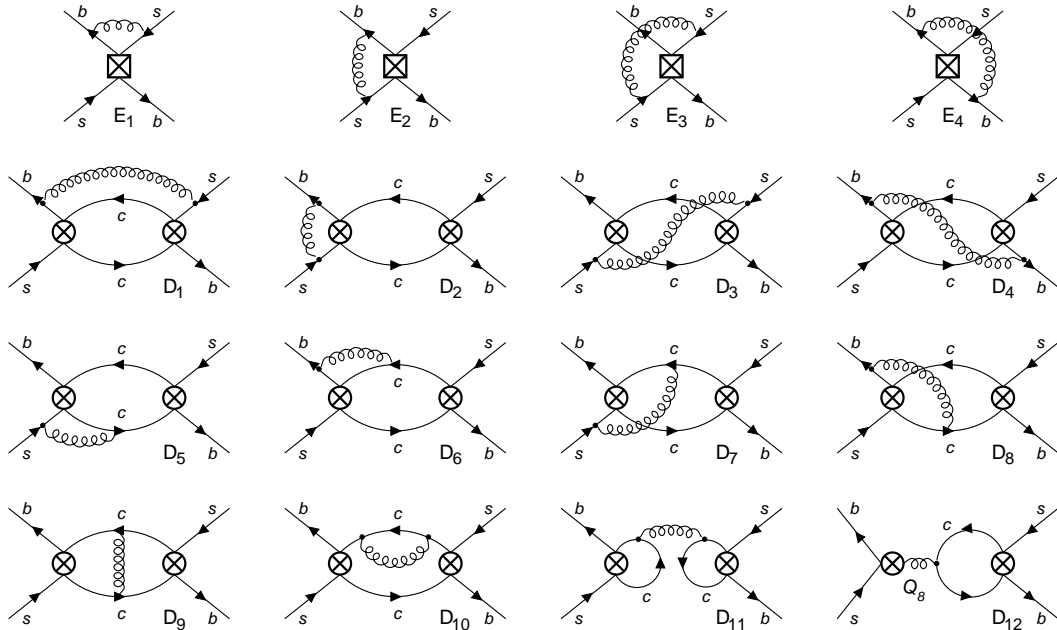 b s b s b s b s
s E1 b s E2 b s E3 b s E4 b
b c s b c s b c s b c s
s c D1 b s c D2 b s c D3 b s c D4 b
b c s b c s b c s b c s
s c D5 b s c D6 b s c D7 b s c D8 b
b c s b c s b s b c s
s c D9 b s c D10 b s c c D11 b s Q8 D12 b